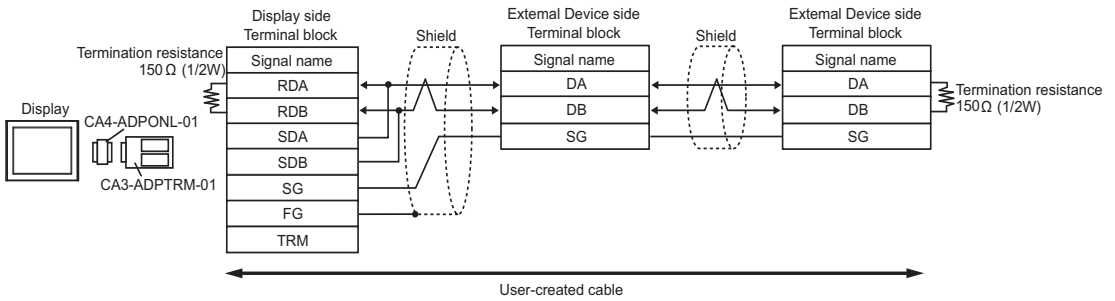 Display side
Terminal block
External Device side
Terminal block
External Device side
Terminal block
Shield
Shield
Termination resistance
150 Ω (1/2W)
Signal name
RDA
RDB
SDA
SDB
SG
FG
TRM
Signal name
DA
DB
SG
Signal name
DA
DB
SG
Termination resistance
150Ω (1/2W)
Display
CA4-ADPONL-01
CA3-ADPTRM-01
User-created cable